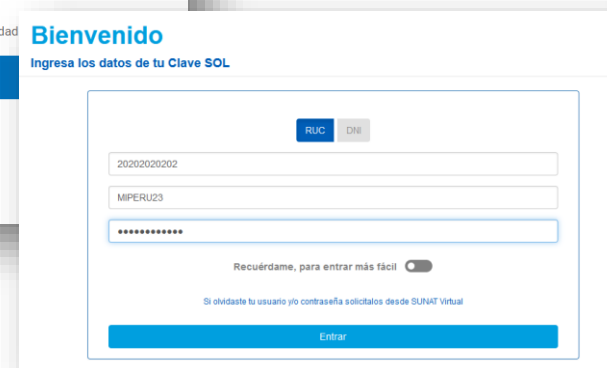 dad
Bienvenido
Ingresa los datos de tu Clave SOL
RUC DNI
20202020202
MIPERU23
••••••••••••
Recuérdame, para entrar más fácil
Si olvidaste tu usuario y/o contraseña solicítalos desde SUNAT Virtual
Entrar